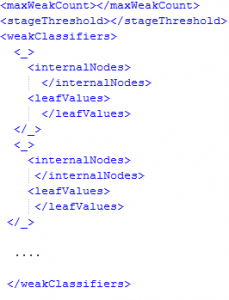 <maxWeakCount></maxWeakCount>
<stageThreshold></stageThreshold>
<weakClassifiers>
<_>
<internalNodes>
</internalNodes>
<leafValues>
</leafValues>
</_>
<_>
<internalNodes>
</internalNodes>
<leafValues>
</leafValues>
</_>
....
</weakClassifiers>